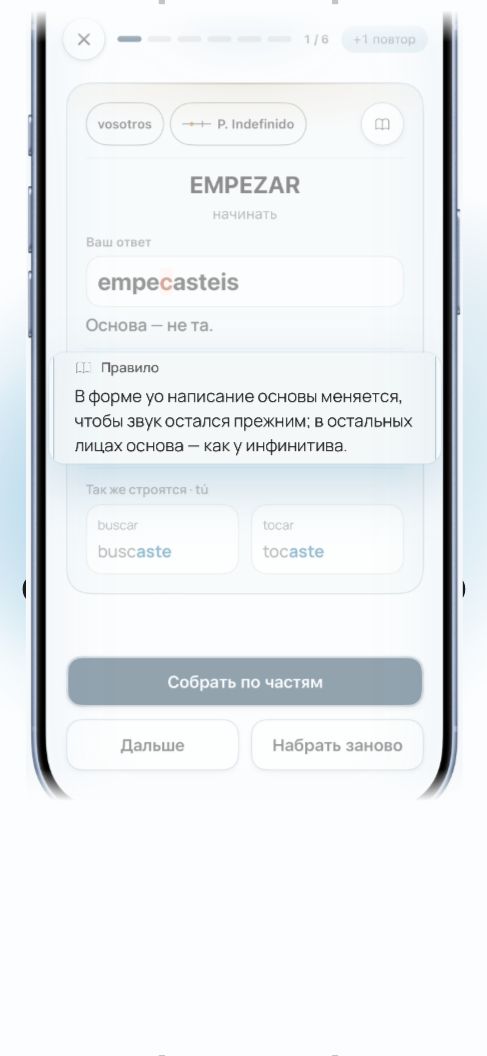 1 / 6 +1 повтор
vosotros P. Indefinido
EMPEZAR
начинать
Ваш ответ
empecasteis
Основа — не та.
Правило
В форме yo написание основы меняется,
чтобы звук остался прежним; в остальных
лицах основа — как у инфинитива.
Так же строятся · tú
buscar tocar
buscaste tocaste
Собрать по частям
Дальше Набрать заново